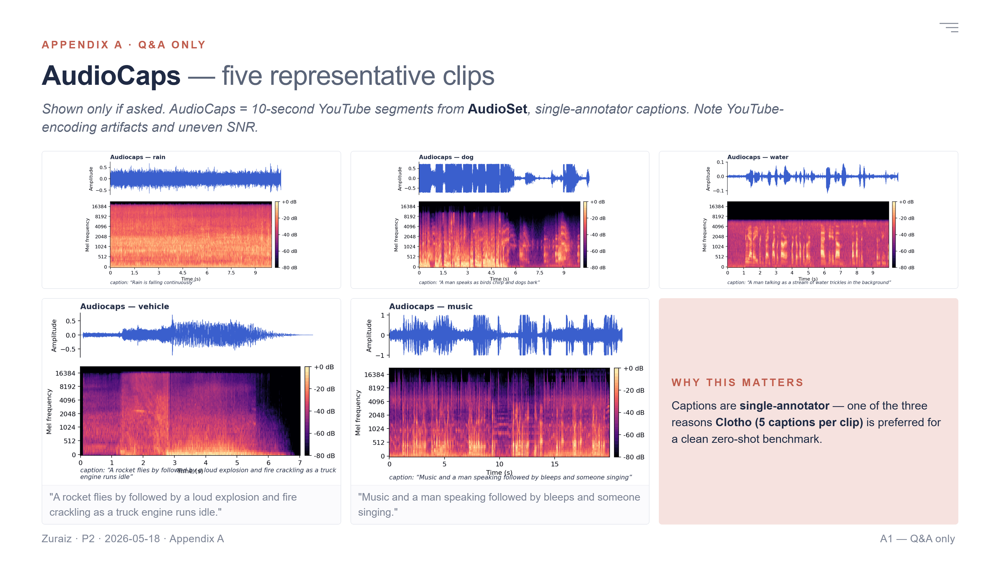 APPENDIX A · Q&A ONLY
AudioCaps — five representative clips
Shown only if asked. AudioCaps = 10-second YouTube segments from AudioSet, single-annotator captions. Note YouTube-
encoding artifacts and uneven SNR.
Audiocaps — rain
Amplitude
0.5
0.0
−0.5
Mel frequency
16384
8192
4096
2048
1024
512
0
+0 dB
-20 dB
-40 dB
-60 dB
-80 dB
0 1.5 3 4.5 6 7.5 9
Time (s)
caption: “Rain is falling continuously”
Audiocaps — dog
Amplitude
0.5
0.0
−0.5
Mel frequency
16384
8192
4096
2048
1024
512
0
+0 dB
-20 dB
-40 dB
-60 dB
-80 dB
0 1.5 3 4.5 6 7.5 9
Time (s)
caption: “A man speaks as birds chirp and dogs bark”
Audiocaps — water
Amplitude
0.1
0.0
−0.1
Mel frequency
16384
8192
4096
2048
1024
512
0
+0 dB
-20 dB
-40 dB
-60 dB
-80 dB
0 1 2 3 4 5 6 7 8 9
Time (s)
caption: “A man talking as a stream of water trickles in the background”
Audiocaps — vehicle
Amplitude
0.5
0.0
−0.5
Mel frequency
16384
8192
4096
2048
1024
512
0
+0 dB
-20 dB
-40 dB
-60 dB
-80 dB
0 1 2 3 4 5 6 7
Time (s)
caption: “A rocket flies by followed by a loud explosion and fire crackling as a truck
engine runs idle”
"A rocket flies by followed by a loud explosion and fire
crackling as a truck engine runs idle."
Audiocaps — music
Amplitude
1
0
−1
Mel frequency
16384
8192
4096
2048
1024
512
0
+0 dB
-20 dB
-40 dB
-60 dB
-80 dB
0 5 10 15
Time (s)
caption: “Music and a man speaking followed by bleeps and someone singing”
"Music and a man speaking followed by bleeps and someone
singing."
WHY THIS MATTERS
Captions are single-annotator — one of the three
reasons Clotho (5 captions per clip) is preferred for
a clean zero-shot benchmark.
Zuraiz · P2 · 2026-05-18 · Appendix A
A1 — Q&A only